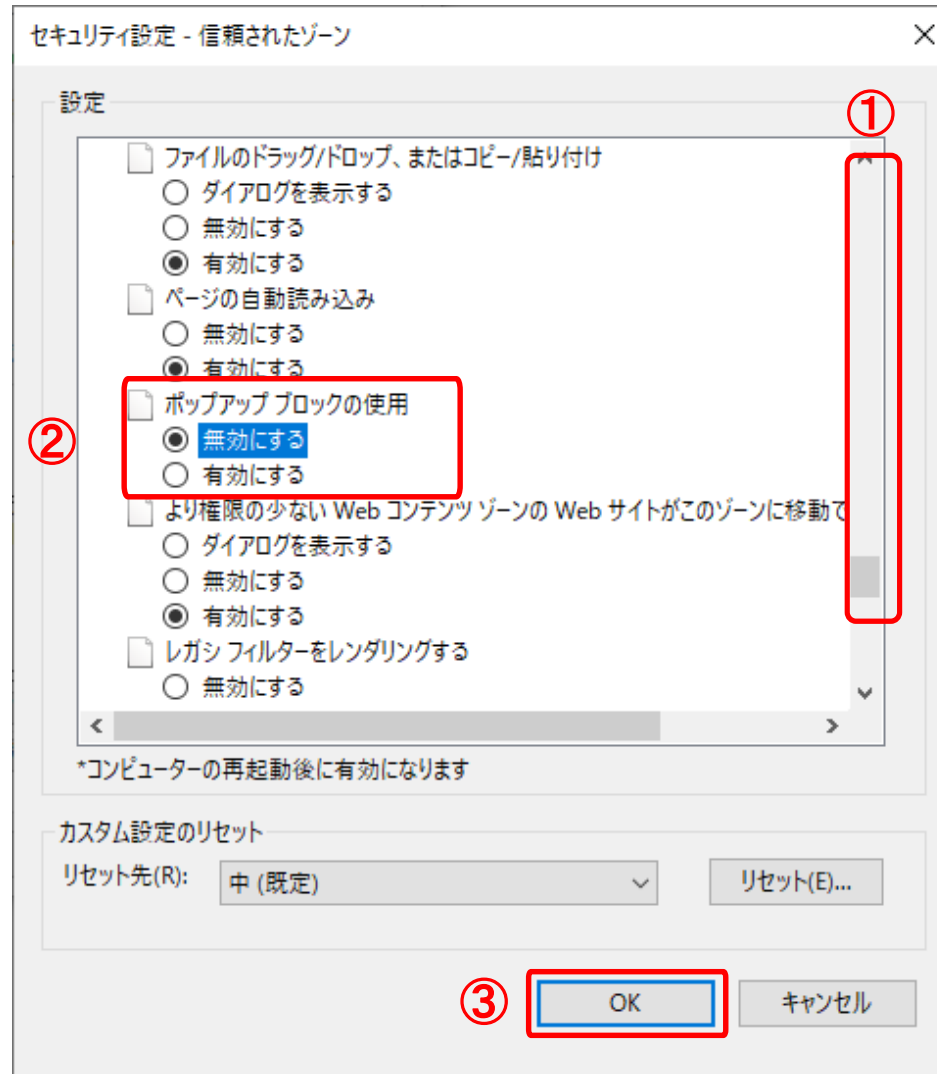 セキュリティ設定 - 信頼されたゾーン
設定
①
ファイルのドラッグ/ドロップ、またはコピー/貼り付け
ダイアログを表示する
無効にする
有効にする
ページの自動読み込み
無効にする
有効にする
②
ポップアップ ブロックの使用
無効にする
有効にする
より権限の少ない Web コンテンツ ゾーンの Web サイトがこのゾーンに移動で
ダイアログを表示する
無効にする
有効にする
レガシ フィルターをレンダリングする
無効にする
*コンピューターの再起動後に有効になります
カスタム設定のリセット
リセット先(R): 中 (既定) リセット(E)...
③ OK キャンセル